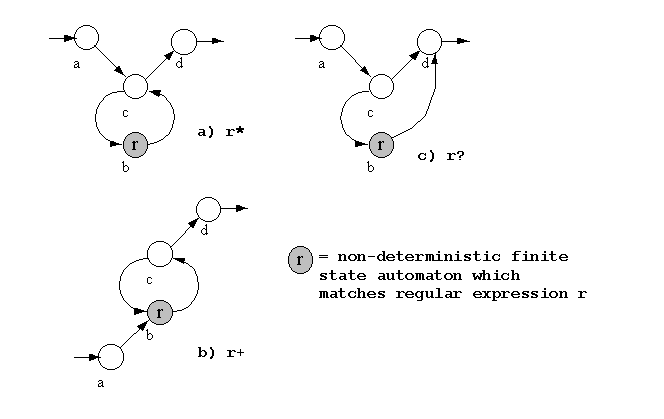 a
d
c
r
b
a) r*
a
d
c
r
b
c) r?
d
c
r
b
a
b) r+
r = non-deterministic finite
state automaton which
matches regular expression r